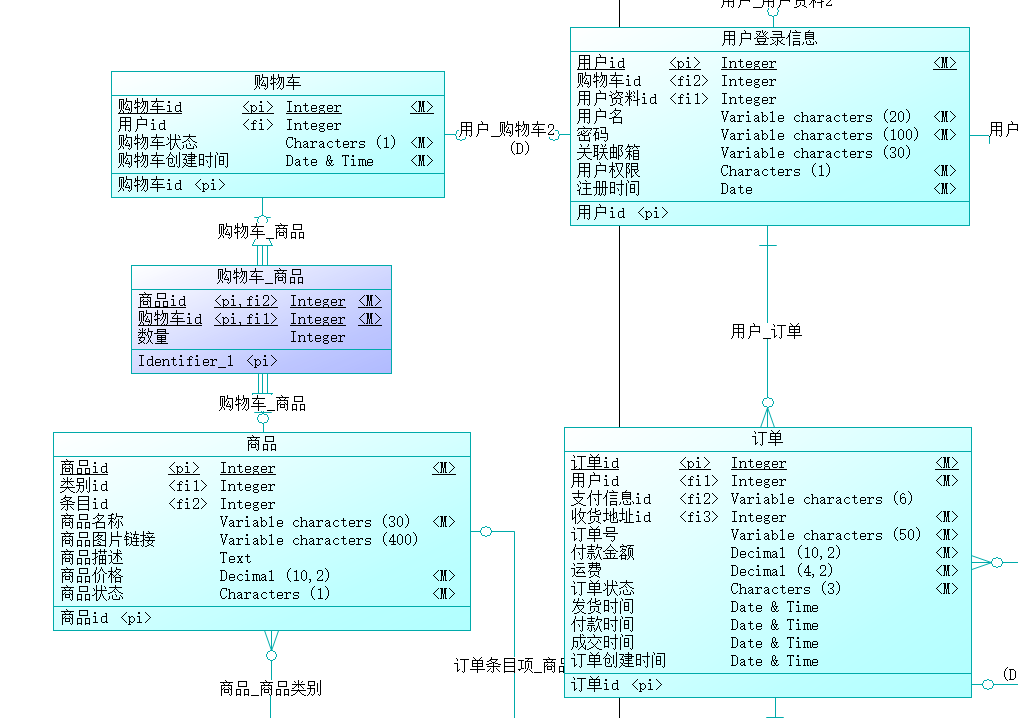 用户_用户资料2
用户登录信息
用户id <pi> Integer <M>
购物车id <fi2> Integer
用户资料id <fi1> Integer
用户名 Variable characters (20) <M>
密码 Variable characters (100) <M>
关联邮箱 Variable characters (30)
用户权限 Characters (1) <M>
注册时间 Date <M>
用户id <pi>
购物车
购物车id <pi> Integer <M>
用户id <fi> Integer
购物车状态 Characters (1) <M>
购物车创建时间 Date & Time <M>
购物车id <pi>
用户_购物车2
(D)
用户
购物车_商品
购物车_商品
商品id <pi,fi2> Integer <M>
购物车id <pi,fi1> Integer <M>
数量 Integer
Identifier_1 <pi>
用户_订单
购物车_商品
商品
商品id <pi> Integer <M>
类别id <fi1> Integer
条目id <fi2> Integer
商品名称 Variable characters (30) <M>
商品图片链接 Variable characters (400)
商品描述 Text
商品价格 Decimal (10,2) <M>
商品状态 Characters (1) <M>
商品id <pi>
订单
订单id <pi> Integer <M>
用户id <fi1> Integer <M>
支付信息id <fi2> Variable characters (6)
收货地址id <fi3> Integer <M>
订单号 Variable characters (50) <M>
付款金额 Decimal (10,2) <M>
运费 Decimal (4,2) <M>
订单状态 Characters (3) <M>
发货时间 Date & Time
付款时间 Date & Time
成交时间 Date & Time
订单创建时间 Date & Time
订单id <pi>
订单条目项_商品
商品_商品类别
(D